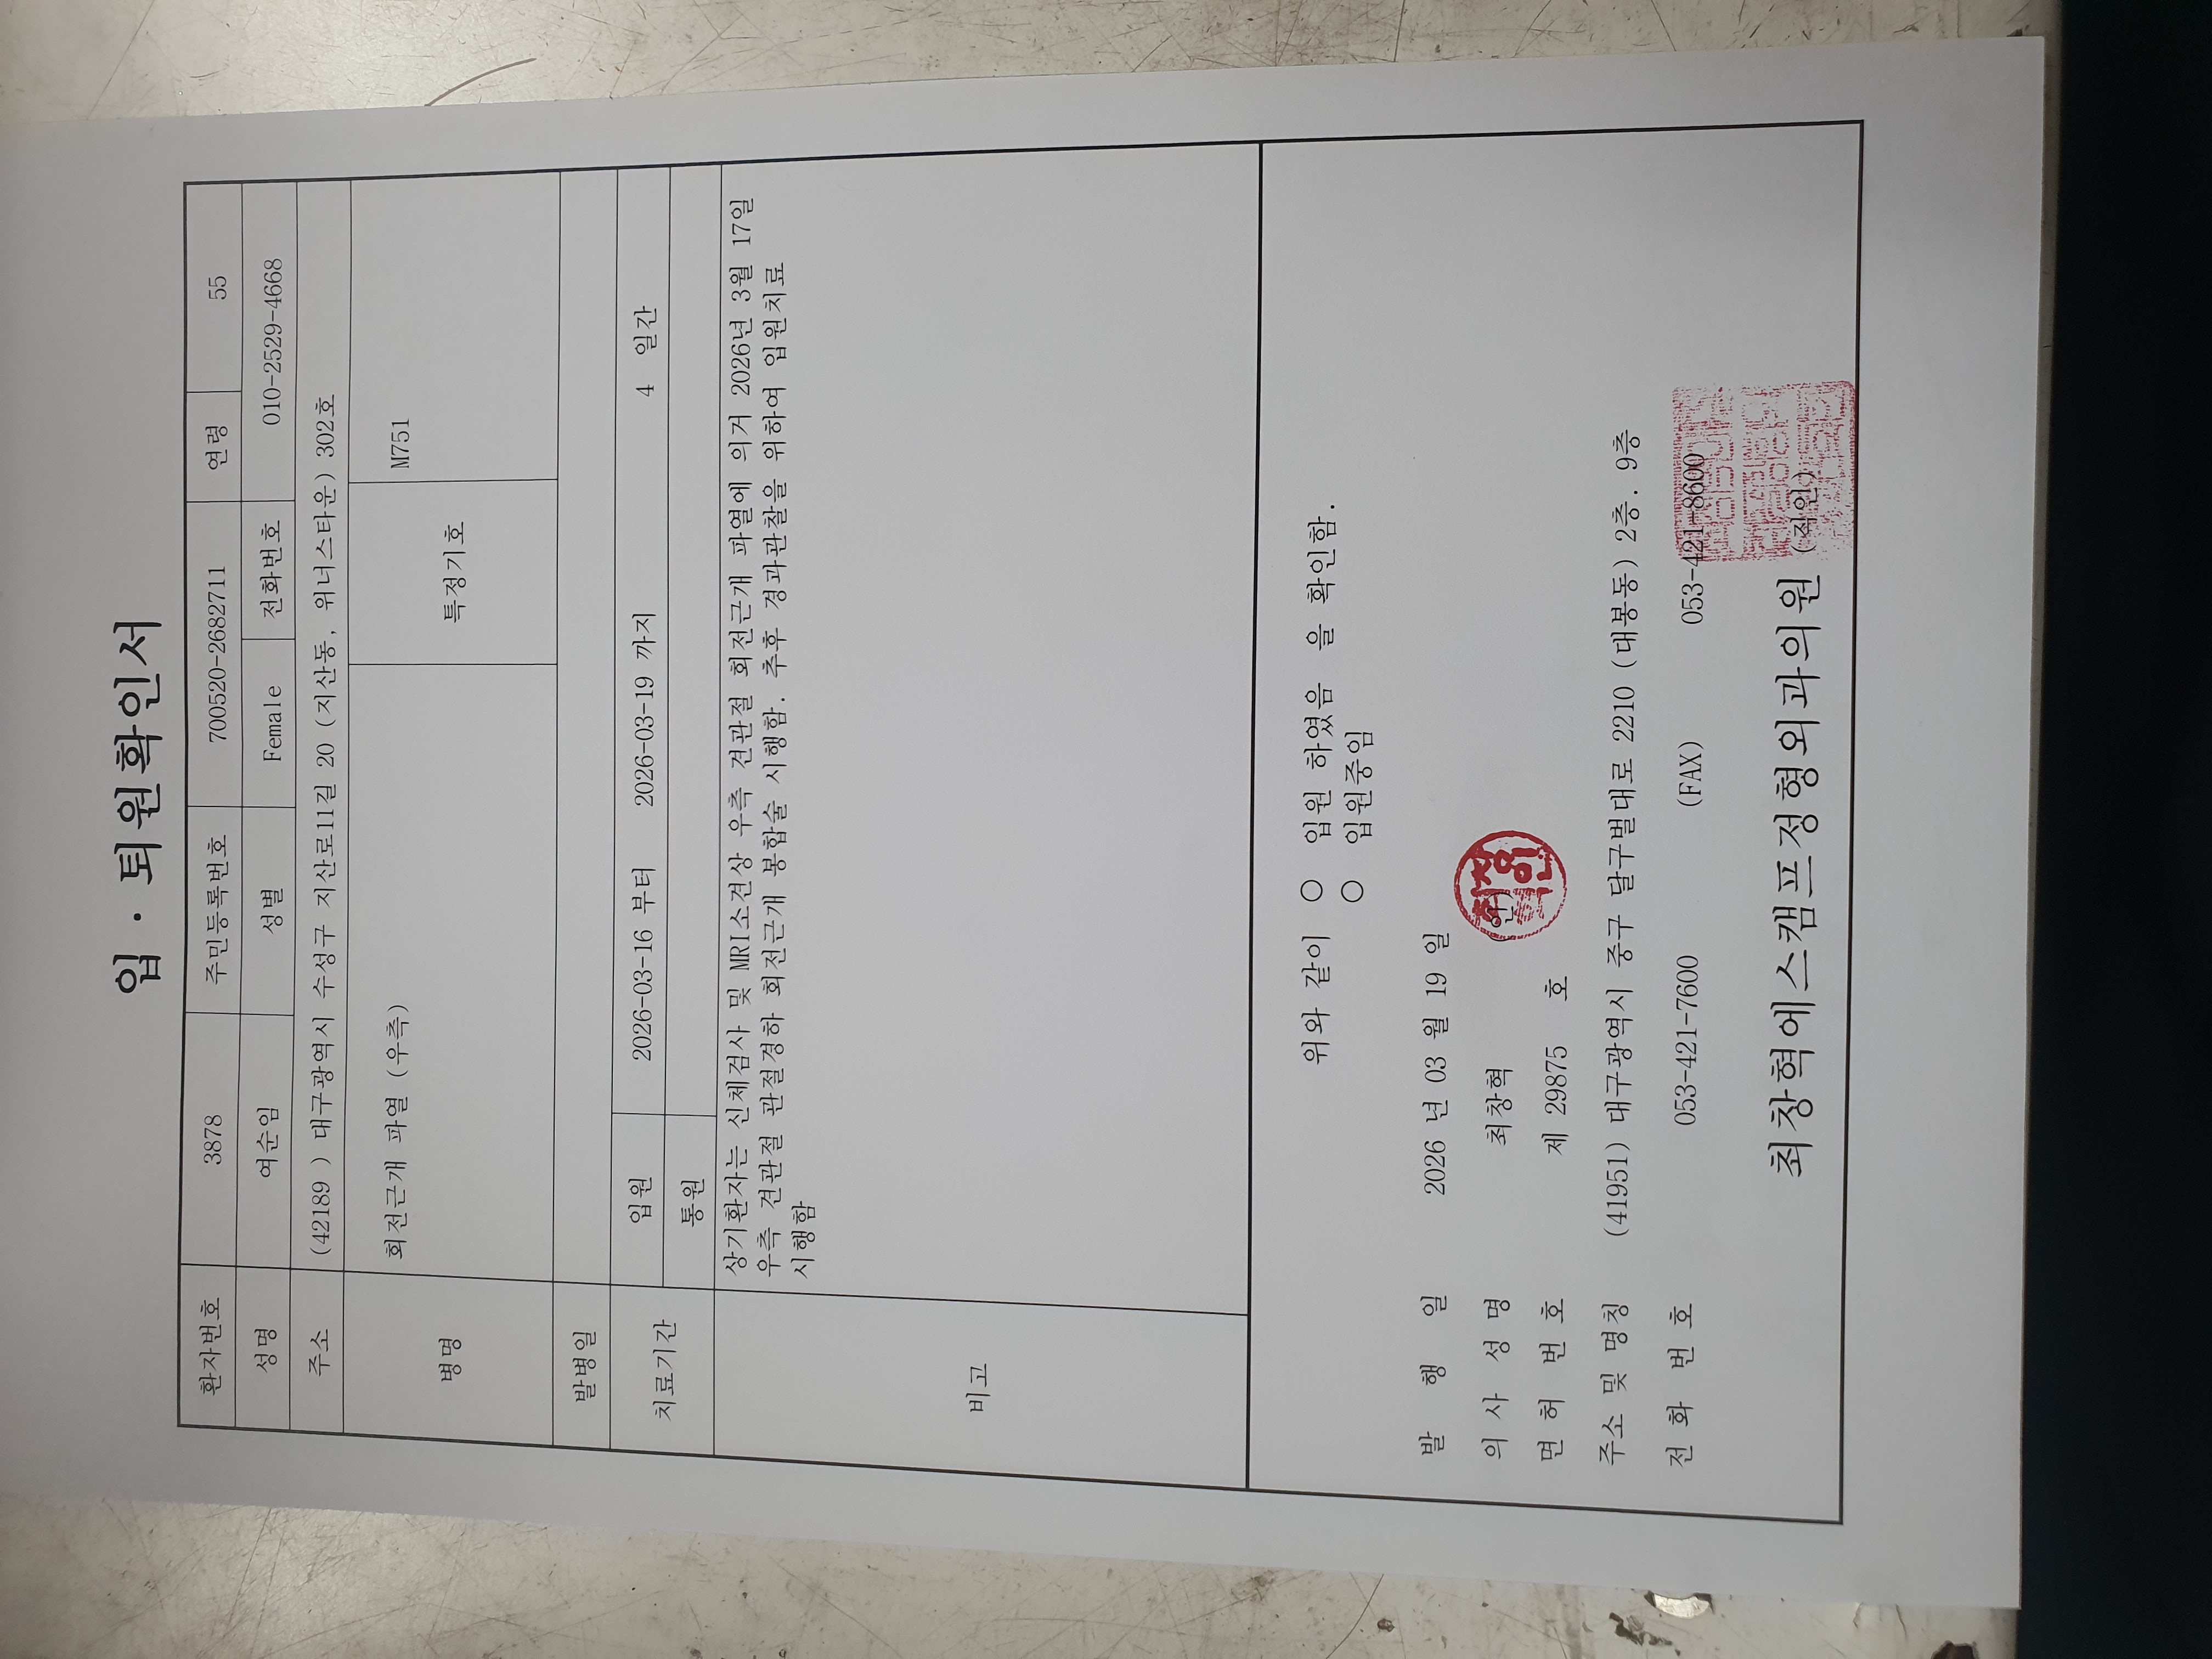 입 · 퇴원확인서
환자번호 3878 주민등록번호 700520-2682711 연령 55
성명 여순임 성별 Female 전화번호 010-2529-4668
주소 (42189 ) 대구광역시 수성구 지산로11길 20 (지산동, 위너스타운) 302호
병명 회전근개 파열 (우측) 특정기호 M751
발병일
치료기간 입원 2026-03-16 부터 2026-03-19 까지 4 일간
통원
비고
상기환자는 신체검사 및 MRI소견상 우측 견관절 회전근개 파열에 의거 2026년 3월 17일
우측 견관절 관절경하 회전근개 봉합술 시행함. 추후 경과관찰을 위하여 입원치료
시행함
위와 같이 ○ 입원 하였음 을 확인함.
○ 입원중임
발 행 일 2026 년 03 월 19 일
의 사 성 명 최창혁 (인)
면 허 번 호 제 29875 호
주소 및 명칭 (41951) 대구광역시 중구 달구벌대로 2210 (대봉동) 2층. 9층
전 화 번 호 053-421-7600 (FAX) 053-421-8600
최창혁에스캠프정형외과의원 (직인)